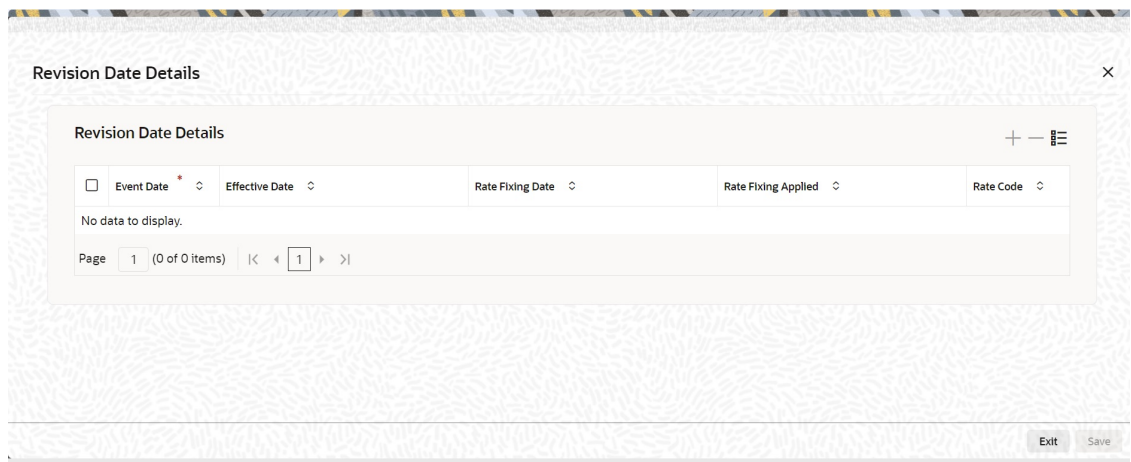 Revision Date Details
Revision Date Details
Event Date * Effective Date Rate Fixing Date Rate Fixing Applied Rate Code
No data to display.
Page 1 (0 of 0 items) 1
Exit Save